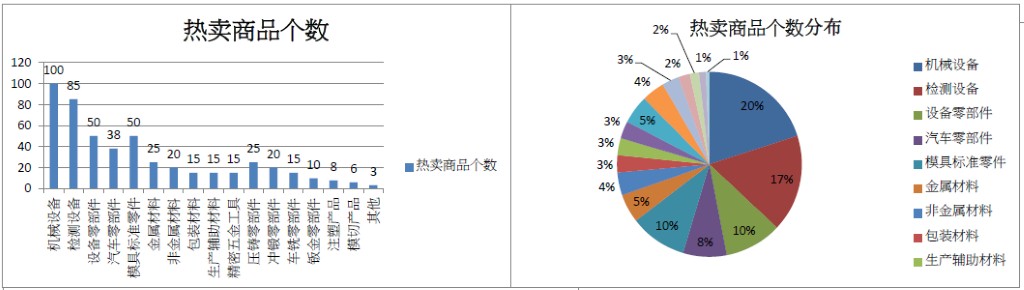 热卖商品个数
120
100
80
60
40
20
0
100
85
50
38
50
25
20
15
15
15
25
20
15
10
8
6
3
机械设备
检测设备
设备零部件
汽车零部件
模具标准零件
金属材料
非金属材料
包装材料
生产辅助材料
精密五金工具
压铸零部件
冲锻零部件
车铣零部件
钣金零部件
注塑产品
模切产品
其他
热卖商品个数
热卖商品个数分布
20%
17%
10%
8%
10%
5%
4%
3%
3%
3%
5%
4%
3%
2%
2%
1%
1%
机械设备
检测设备
设备零部件
汽车零部件
模具标准零件
金属材料
非金属材料
包装材料
生产辅助材料